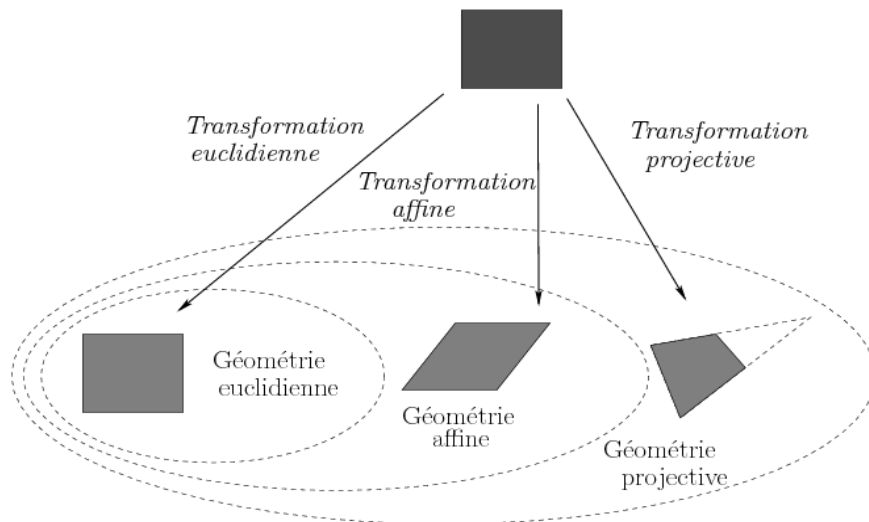 Transformation
euclidienne
Transformation
affine
Transformation
projective
Géométrie
euclidienne
Géométrie
affine
Géométrie
projective